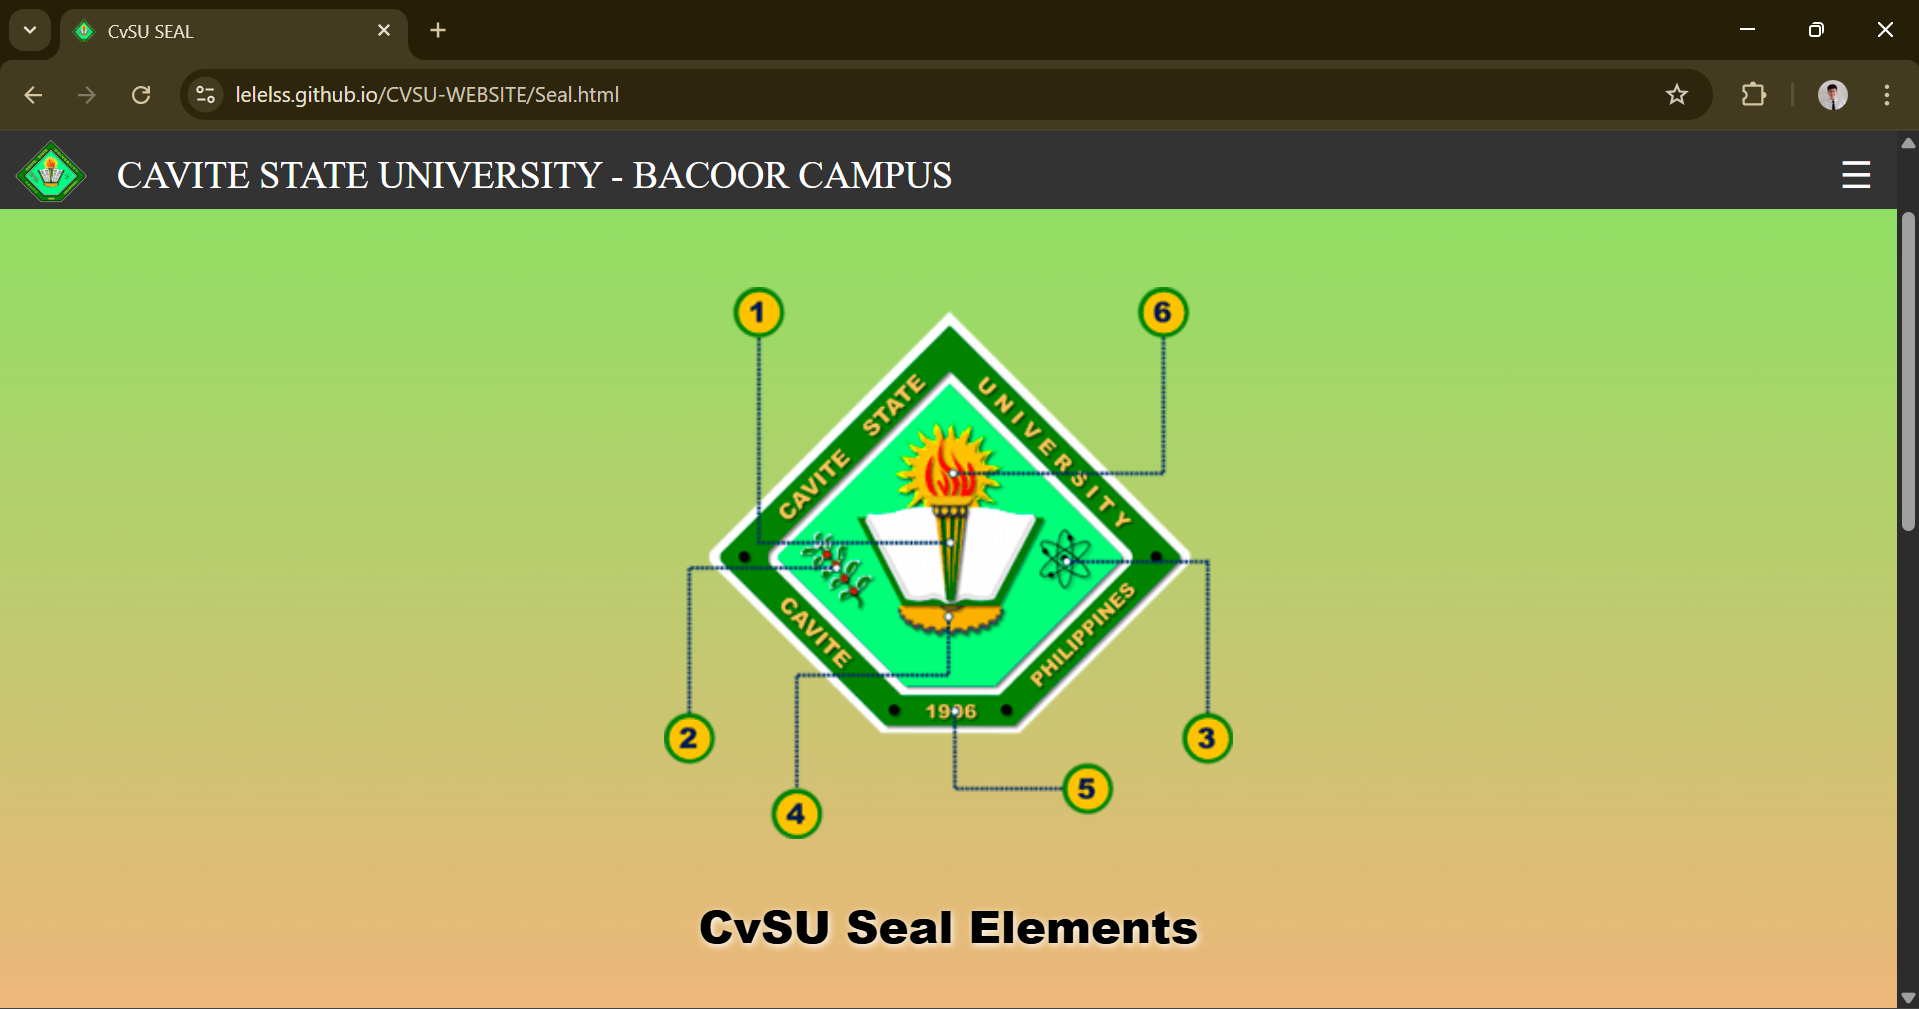 CvSU SEAL
lelelss.github.io/CVSU-WEBSITE/Seal.html
CAVITE STATE UNIVERSITY - BACOOR CAMPUS
1
6
CAVITE STATE
UNIVERSITY
CvSU
CAVITE
PHILIPPINES
1906
2
3
5
4
CvSU Seal Elements